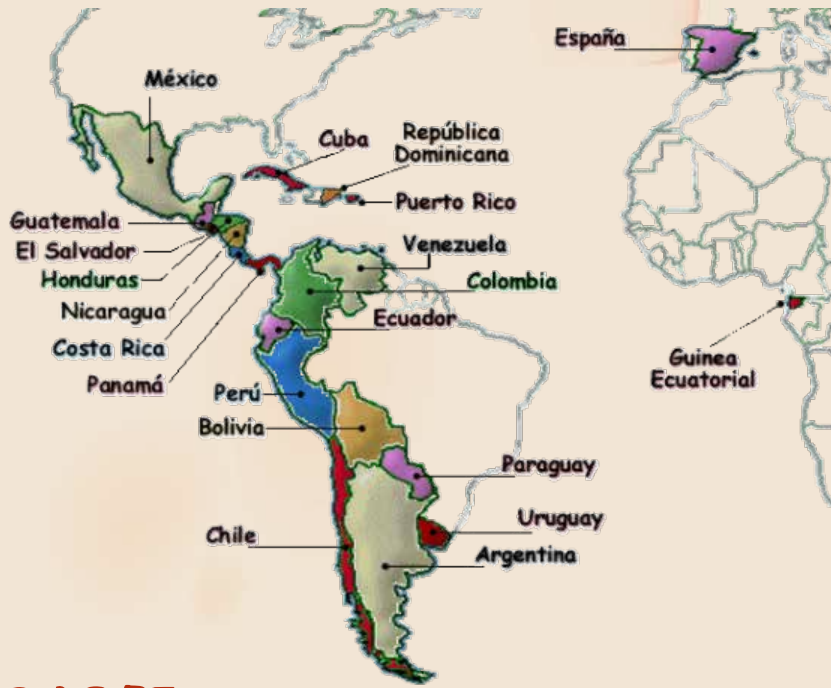 España
México
Cuba
República
Dominicana
Puerto Rico
Guatemala
El Salvador
Honduras
Nicaragua
Costa Rica
Panamá
Venezuela
Colombia
Ecuador
Guinea
Ecuatorial
Perú
Bolivia
Paraguay
Uruguay
Chile
Argentina